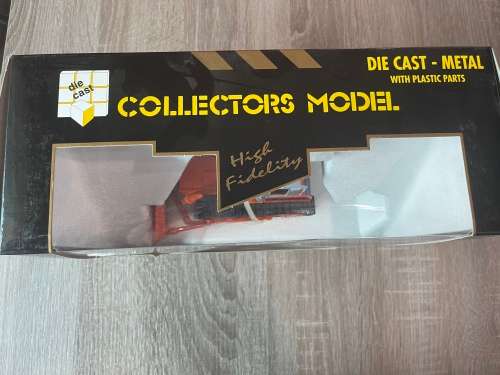 DIE CAST - METAL
WITH PLASTIC PARTS
die
cast
COLLECTORS MODEL
High
Fidelity